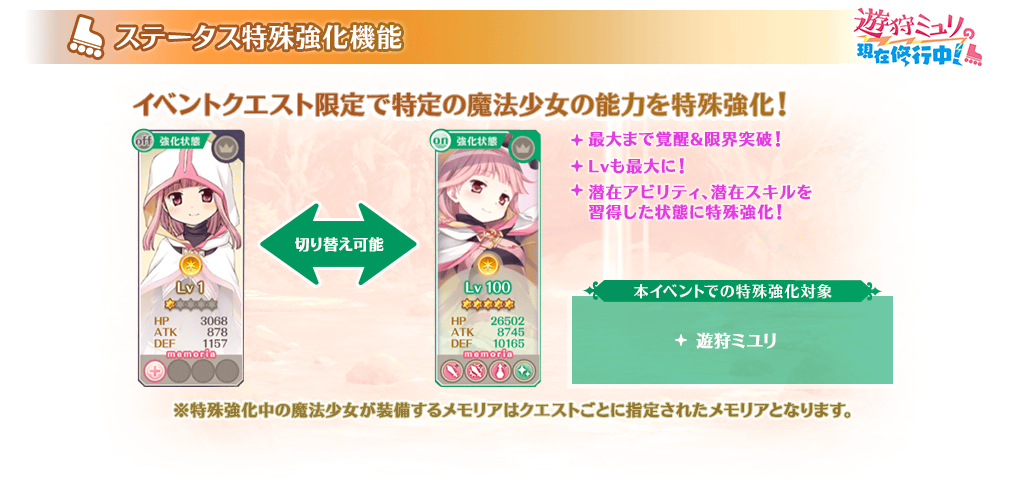 ステータス特殊強化機能
遊狩ミユリの
現在修行中!
イベントクエスト限定で特定の魔法少女の能力を特殊強化!
off 強化状態
Lv 1
HP 3068
ATK 878
DEF 1157
memoria
切り替え可能
on 強化状態
Lv 100
HP 26502
ATK 8745
DEF 10165
memoria
最大まで覚醒&限界突破!
Lvも最大に!
潜在アビリティ、潜在スキルを
習得した状態に特殊強化!
本イベントでの特殊強化対象
遊狩ミユリ
※特殊強化中の魔法少女が装備するメモリアはクエストごとに指定されたメモリアとなります。